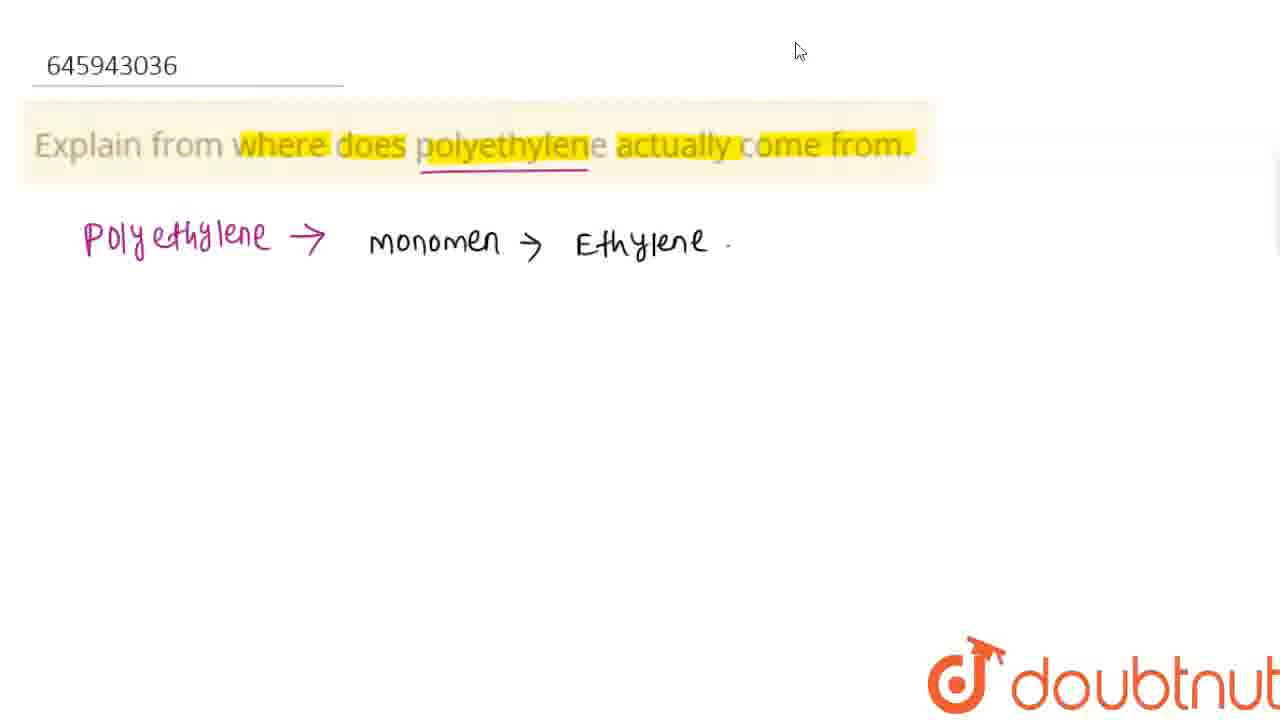 645943036
Explain from where does polyethylene actually come from.
Polyethylene → monomen → Ethylene
doubtnut